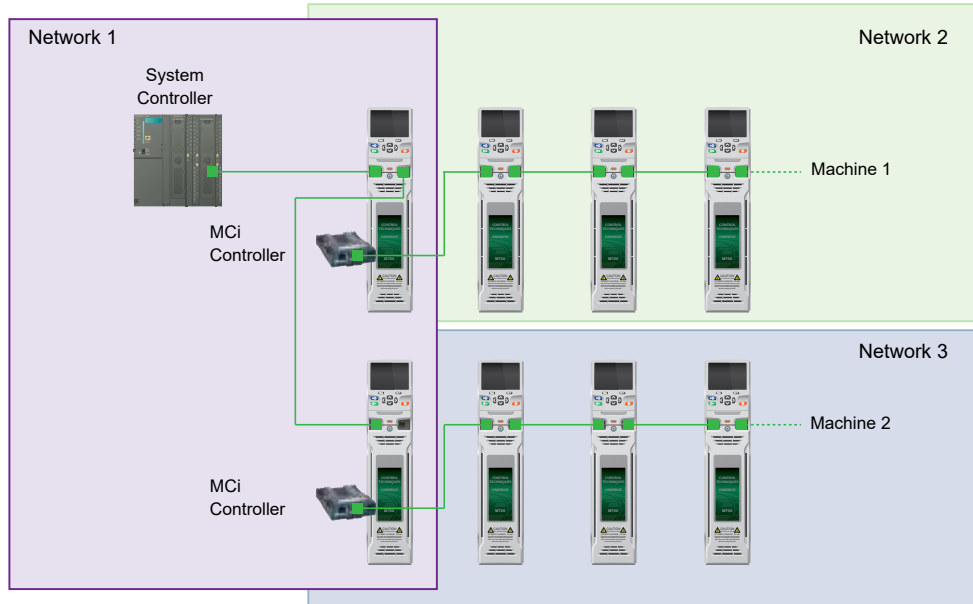 Network 1
Network 2
System
Controller
Machine 1
MCi
Controller
Network 3
Machine 2
MCi
Controller